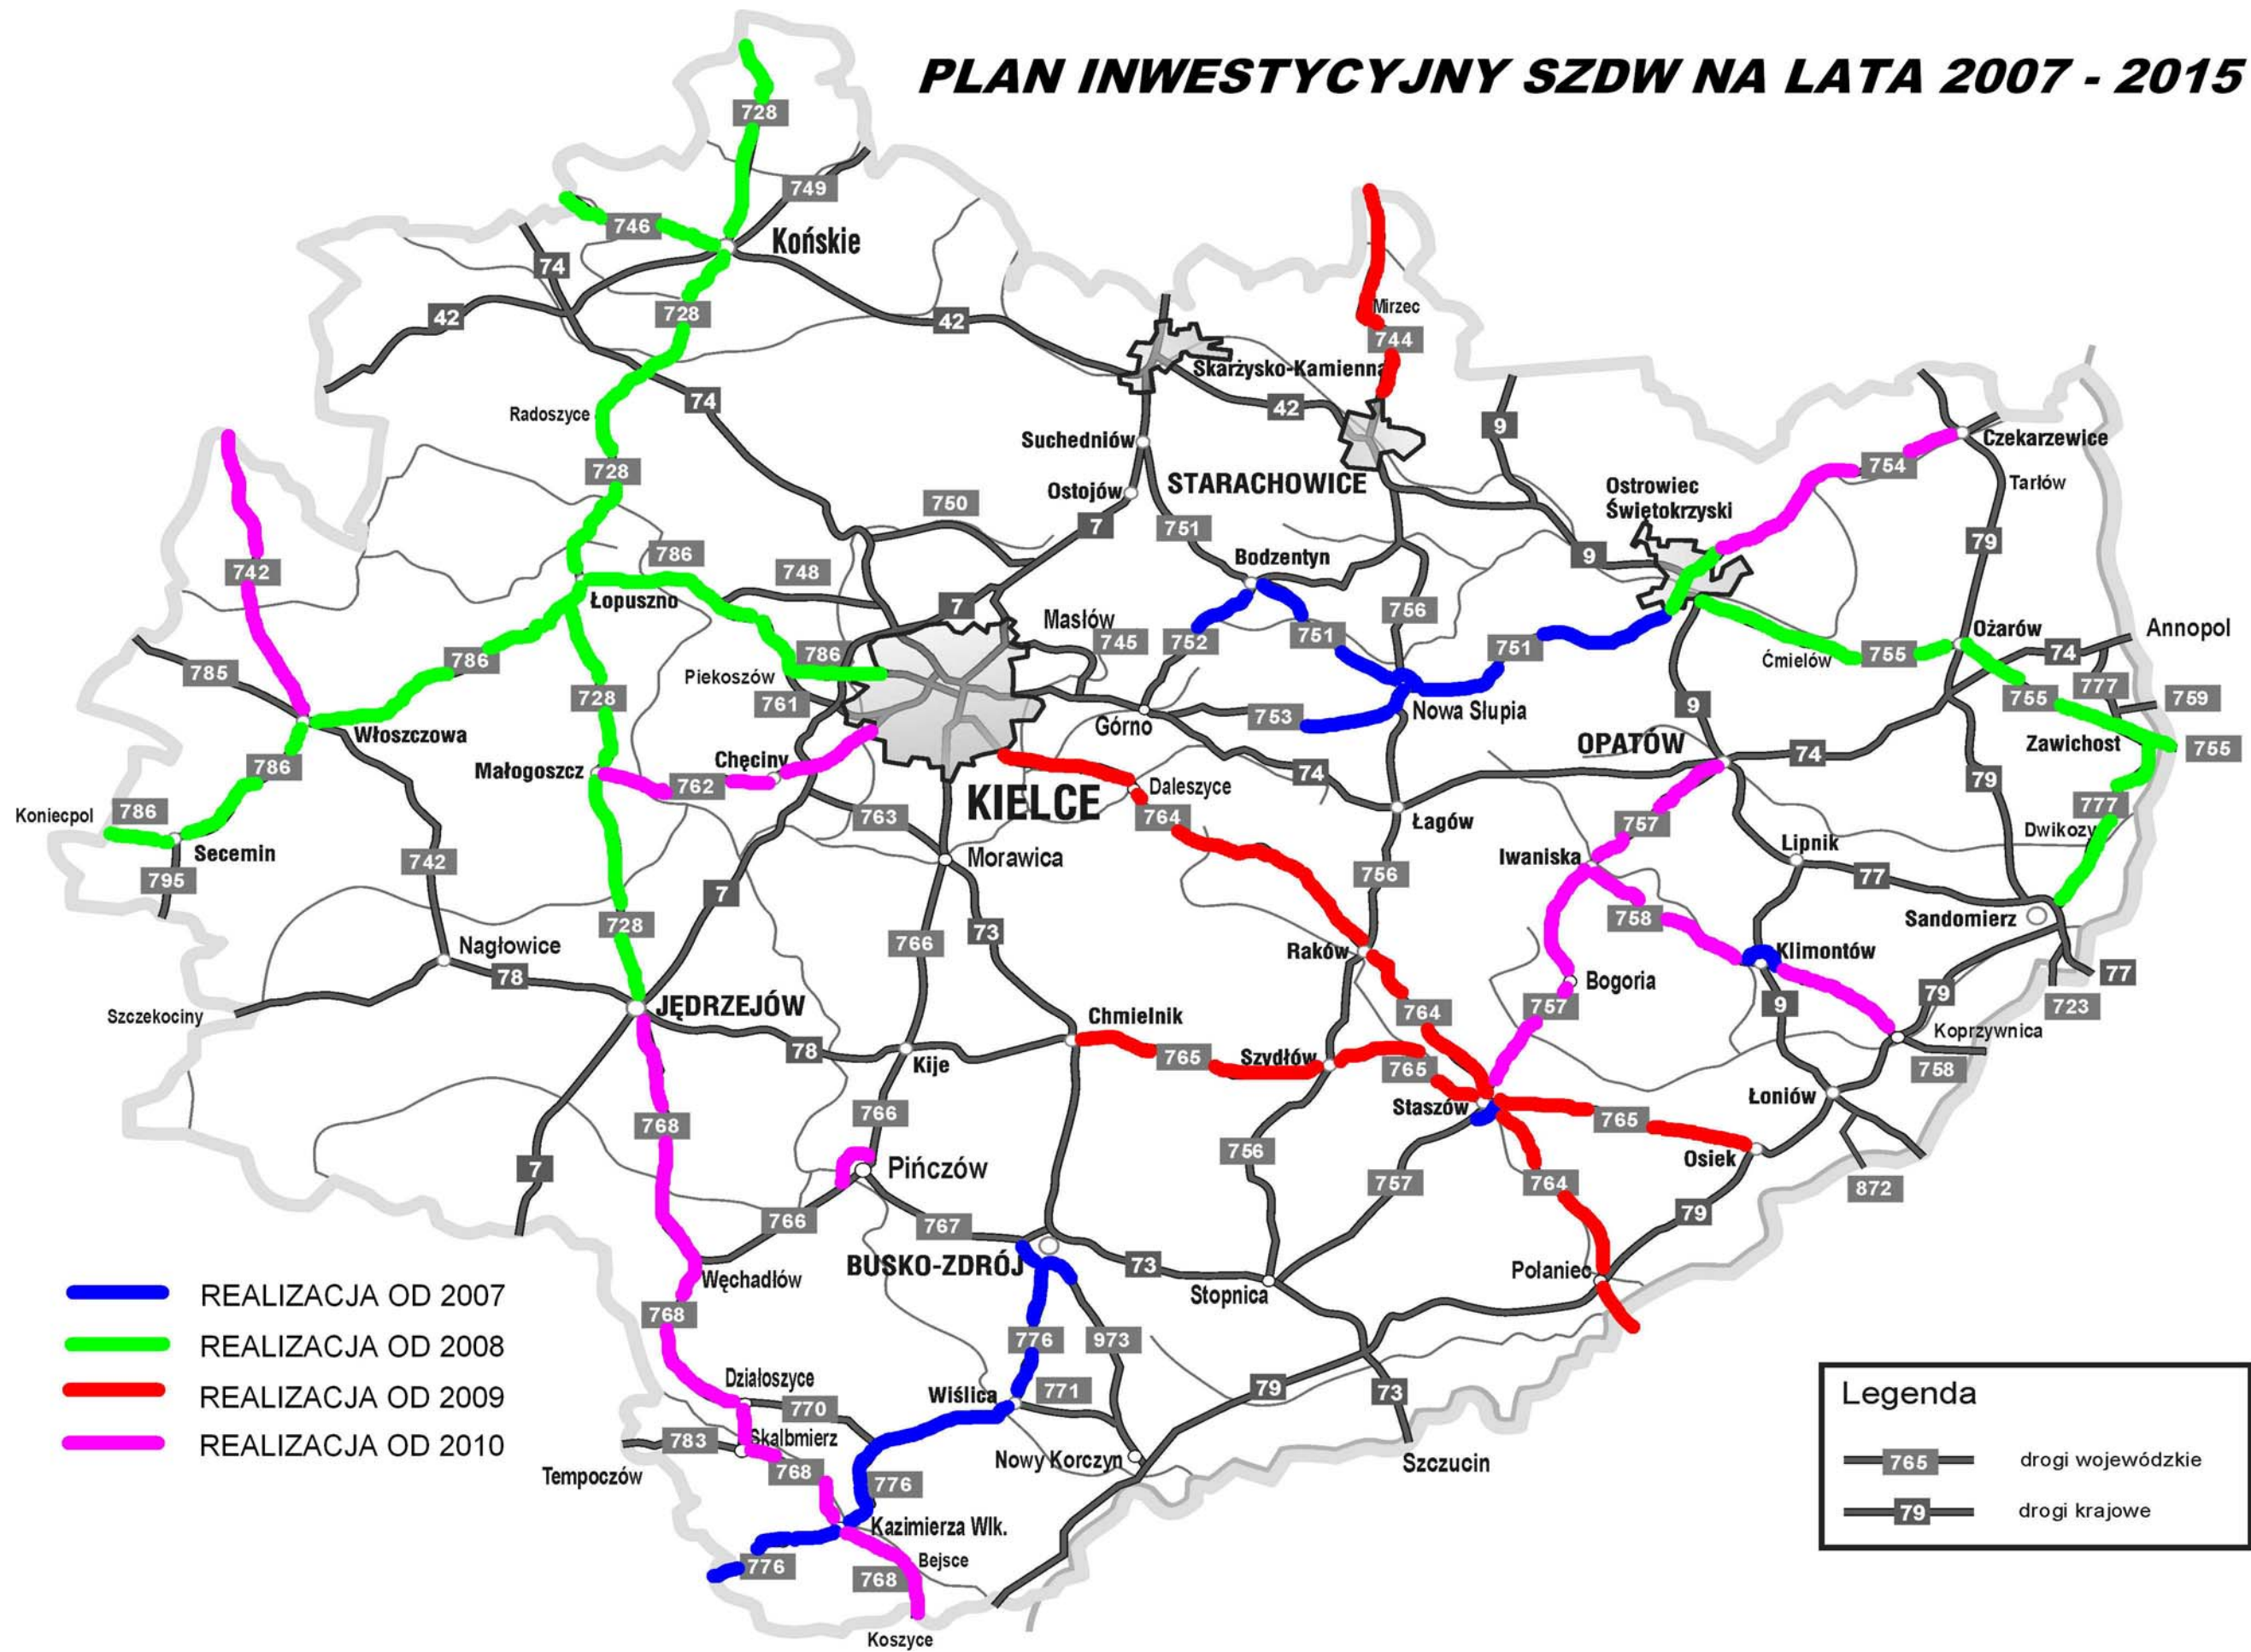 PLAN INWESTYCYJNY SZDW NA LATA 2007 - 2015
728
749
746
Końskie
74
42
728
42
Mirzec
744
Skarżysko-Kamienna
74
Radoszyce
42
9
Suchedniów
Czekarzewice
754
728
Ostojów
STARACHOWICE
Ostrowiec
Świętokrzyski
Tarłów
750
7
751
79
786
Bodzentyn
9
742
748
Łopuszno
7
Masłów
756
745
752
751
751
Ożarów
Annopol
786
786
Ćmielów
755
74
785
Piekoszów
728
761
755
777
759
753
Nowa Słupia
9
Górno
Włoszczowa
OPATÓW
Zawichost
755
786
Małogoszcz
762
Chęciny
74
74
79
Daleszyce
KIELCE
786
Koniecpol
763
764
Łagów
757
777
Dwikozy
Secemin
742
Morawica
Iwaniska
Lipnik
795
756
77
7
758
Sandomierz
728
766
73
Nagłowice
Raków
Klimontów
78
77
Bogoria
79
JĘDRZEJÓW
Szczekociny
Chmielnik
764
757
9
723
Koprzywnica
78
Kije
765
Szydłów
765
758
Staszów
Łoniów
768
766
765
756
Osiek
7
Pińczów
757
764
872
766
767
79
BUSKO-ZDRÓJ
73
Połaniec
Węchadłów
Stopnica
REALIZACJA OD 2007
768
776
973
REALIZACJA OD 2008
Działoszyce
Wiślica
771
79
73
REALIZACJA OD 2009
770
Legenda
783
Skalbmierz
REALIZACJA OD 2010
Tempoczów
768
Nowy Korczyn
Szczucin
765
drogi wojewódzkie
776
79
drogi krajowe
Kazimierza Wlk.
776
768
Bejsce
Koszyce